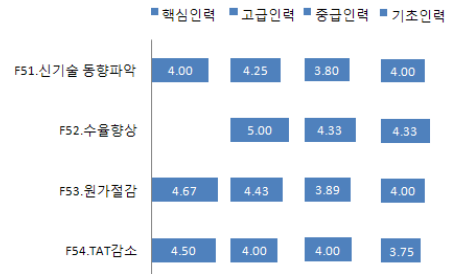 핵심인력 고급인력 중급인력 기초인력
F51.신기술 동향파악 4.00 4.25 3.80 4.00
F52.수율향상 5.00 4.33 4.33
F53.원가절감 4.67 4.43 3.89 4.00
F54.TAT감소 4.50 4.00 4.00 3.75